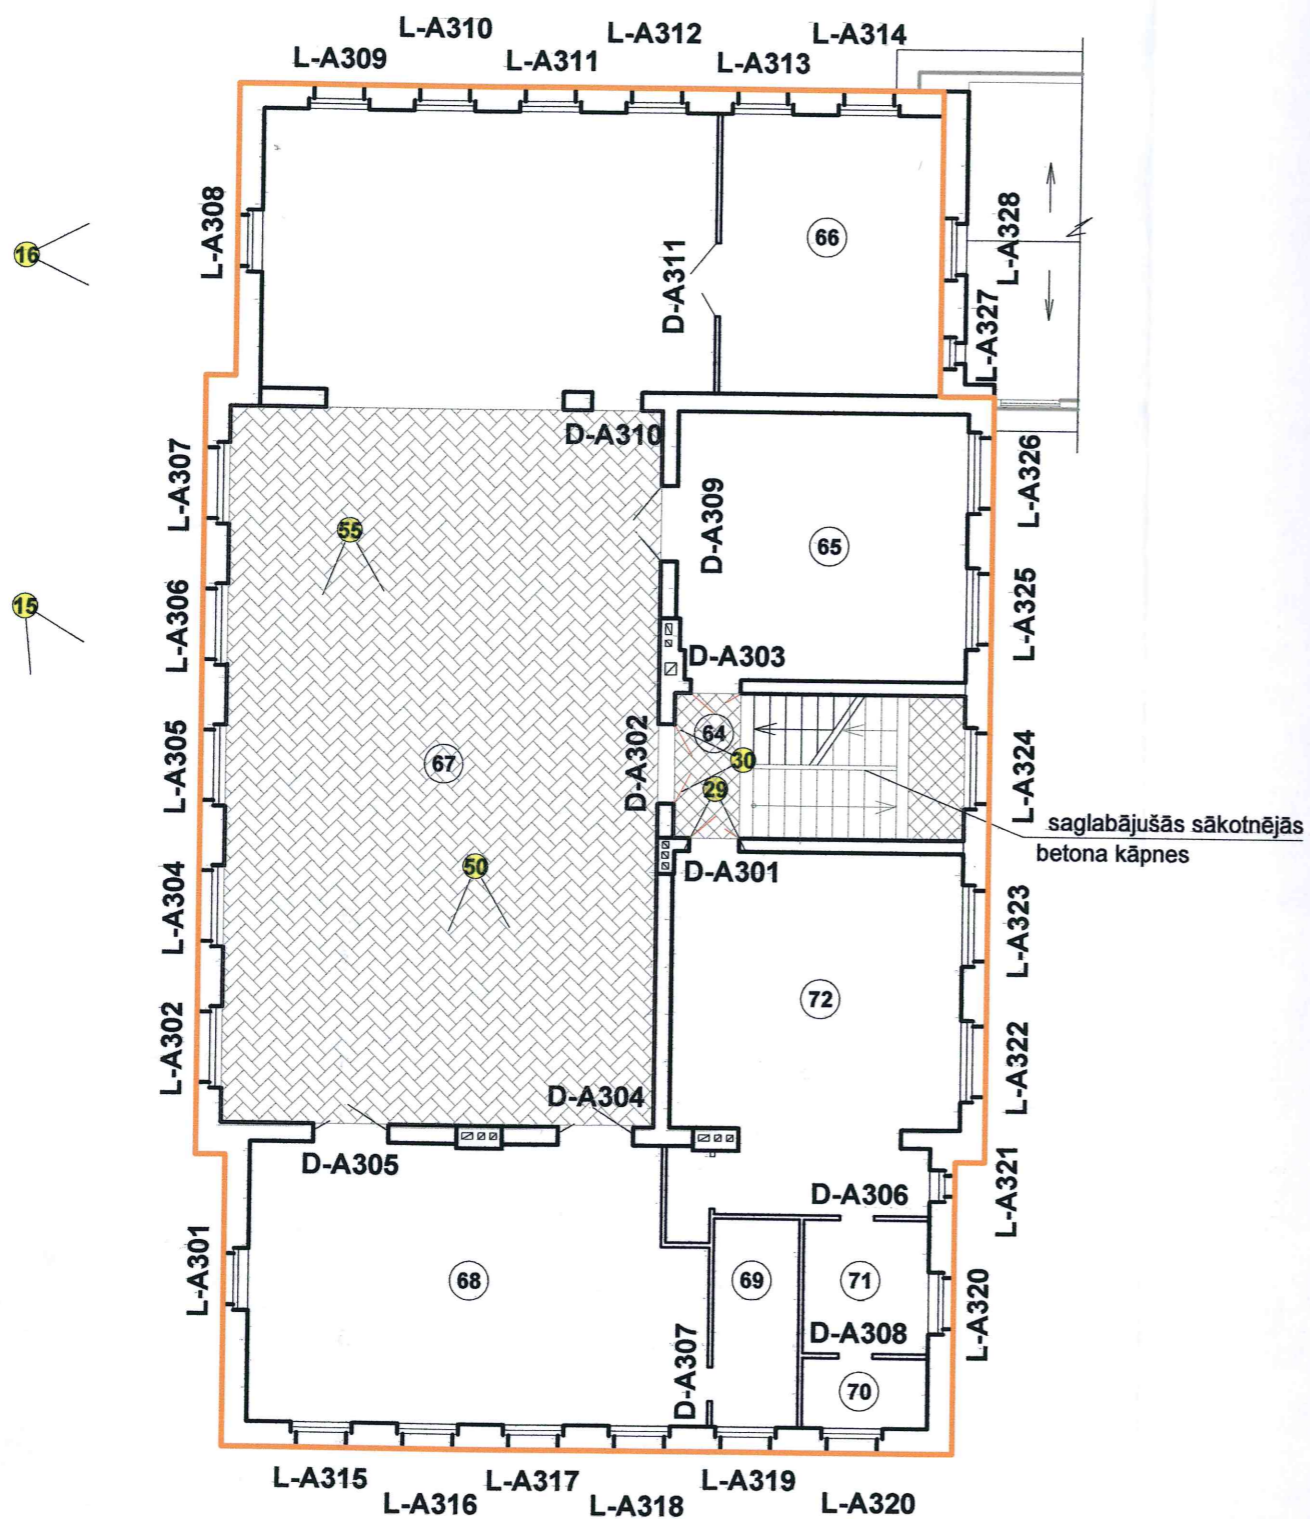 L-A310
L-A312
L-A314
L-A309
L-A311
L-A313
L-A308
16
66
L-A328
D-A311
L-A327
D-A310
L-A307
L-A326
D-A309
55
65
L-A306
L-A325
15
D-A303
64
D-A302
L-A305
67
30
L-A324
29
saglabājušās sākotnējās
betona kāpnes
50
D-A301
L-A304
L-A323
72
L-A302
L-A322
D-A304
D-A305
L-A321
D-A306
L-A301
68
69
71
L-A320
D-A308
D-A307
70
L-A315
L-A317
L-A319
L-A316
L-A318
L-A320